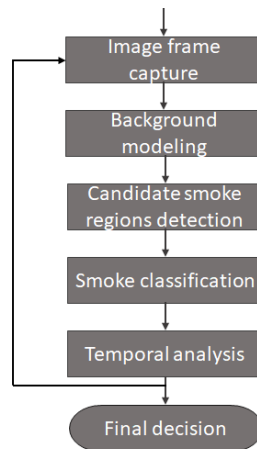 Image frame
capture
Background
modeling
Candidate smoke
regions detection
Smoke classification
Temporal analysis
Final decision